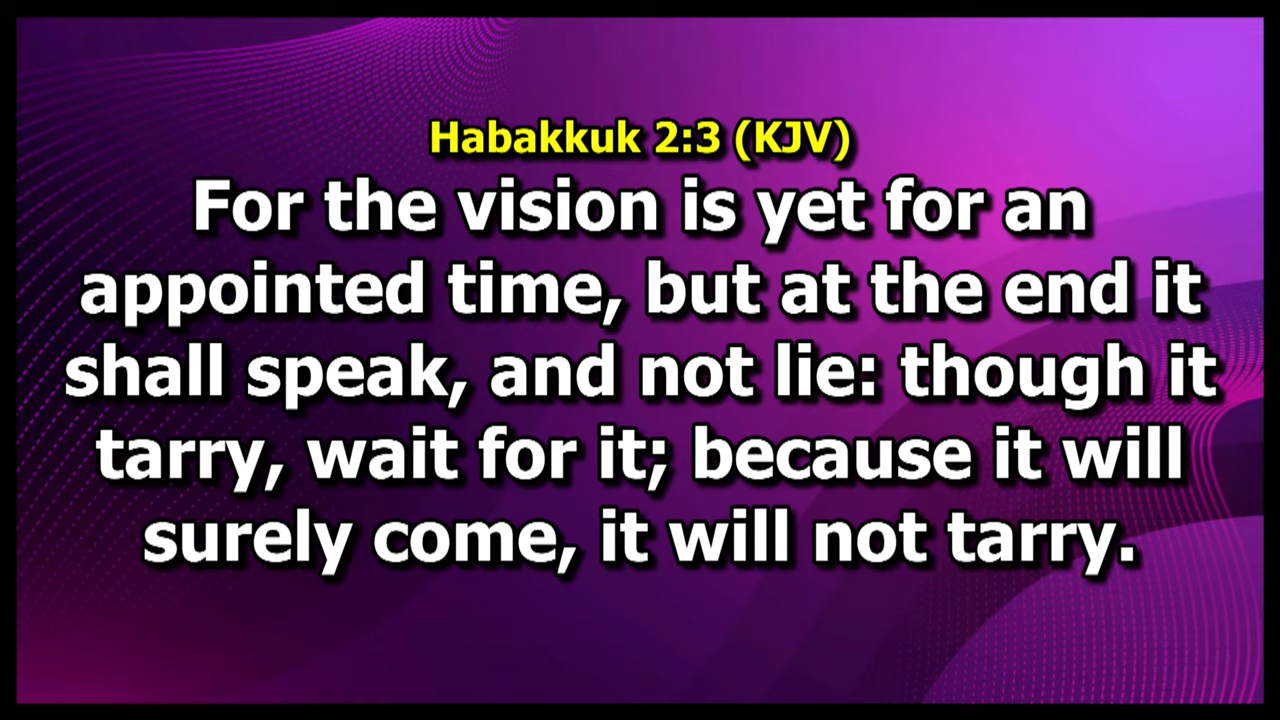 Habakkuk 2:3 (KJV)
For the vision is yet for an
appointed time, but at the end it
shall speak, and not lie: though it
tarry, wait for it; because it will
surely come, it will not tarry.